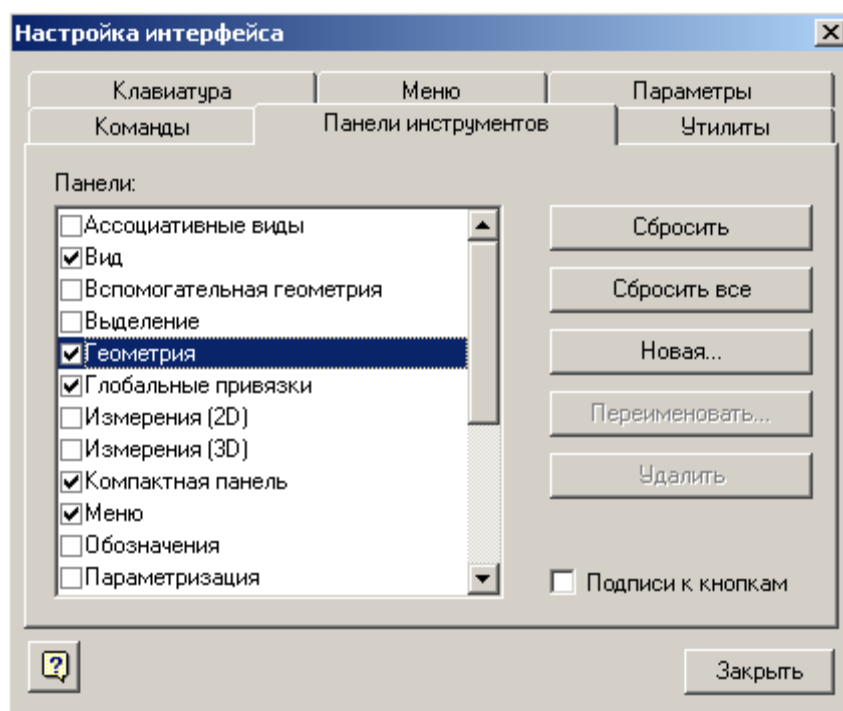 Настройка интерфейса
Клавиатура Меню Параметры
Команды Панели инструментов Утилиты
Панели:
Ассоциативные виды
Вид
Вспомогательная геометрия
Выделение
Геометрия
Глобальные привязки
Измерения (2D)
Измерения (3D)
Компактная панель
Меню
Обозначения
Параметризация
Сбросить
Сбросить все
Новая...
Переименовать...
Удалить
Подписи к кнопкам
Закрыть